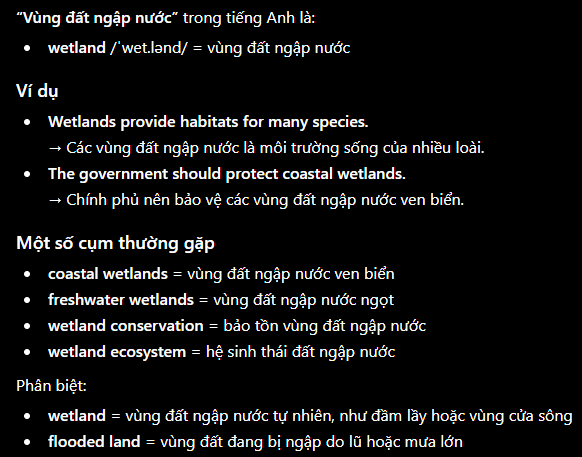 “Vùng đất ngập nước” trong tiếng Anh là:
• wetland /ˈwet.lənd/ = vùng đất ngập nước
Ví dụ
• Wetlands provide habitats for many species.
→ Các vùng đất ngập nước là môi trường sống của nhiều loài.
• The government should protect coastal wetlands.
→ Chính phủ nên bảo vệ các vùng đất ngập nước ven biển.
Một số cụm thường gặp
• coastal wetlands = vùng đất ngập nước ven biển
• freshwater wetlands = vùng đất ngập nước ngọt
• wetland conservation = bảo tồn vùng đất ngập nước
• wetland ecosystem = hệ sinh thái đất ngập nước
Phân biệt:
• wetland = vùng đất ngập nước tự nhiên, như đầm lầy hoặc vùng cửa sông
• flooded land = vùng đất đang bị ngập do lũ hoặc mưa lớn